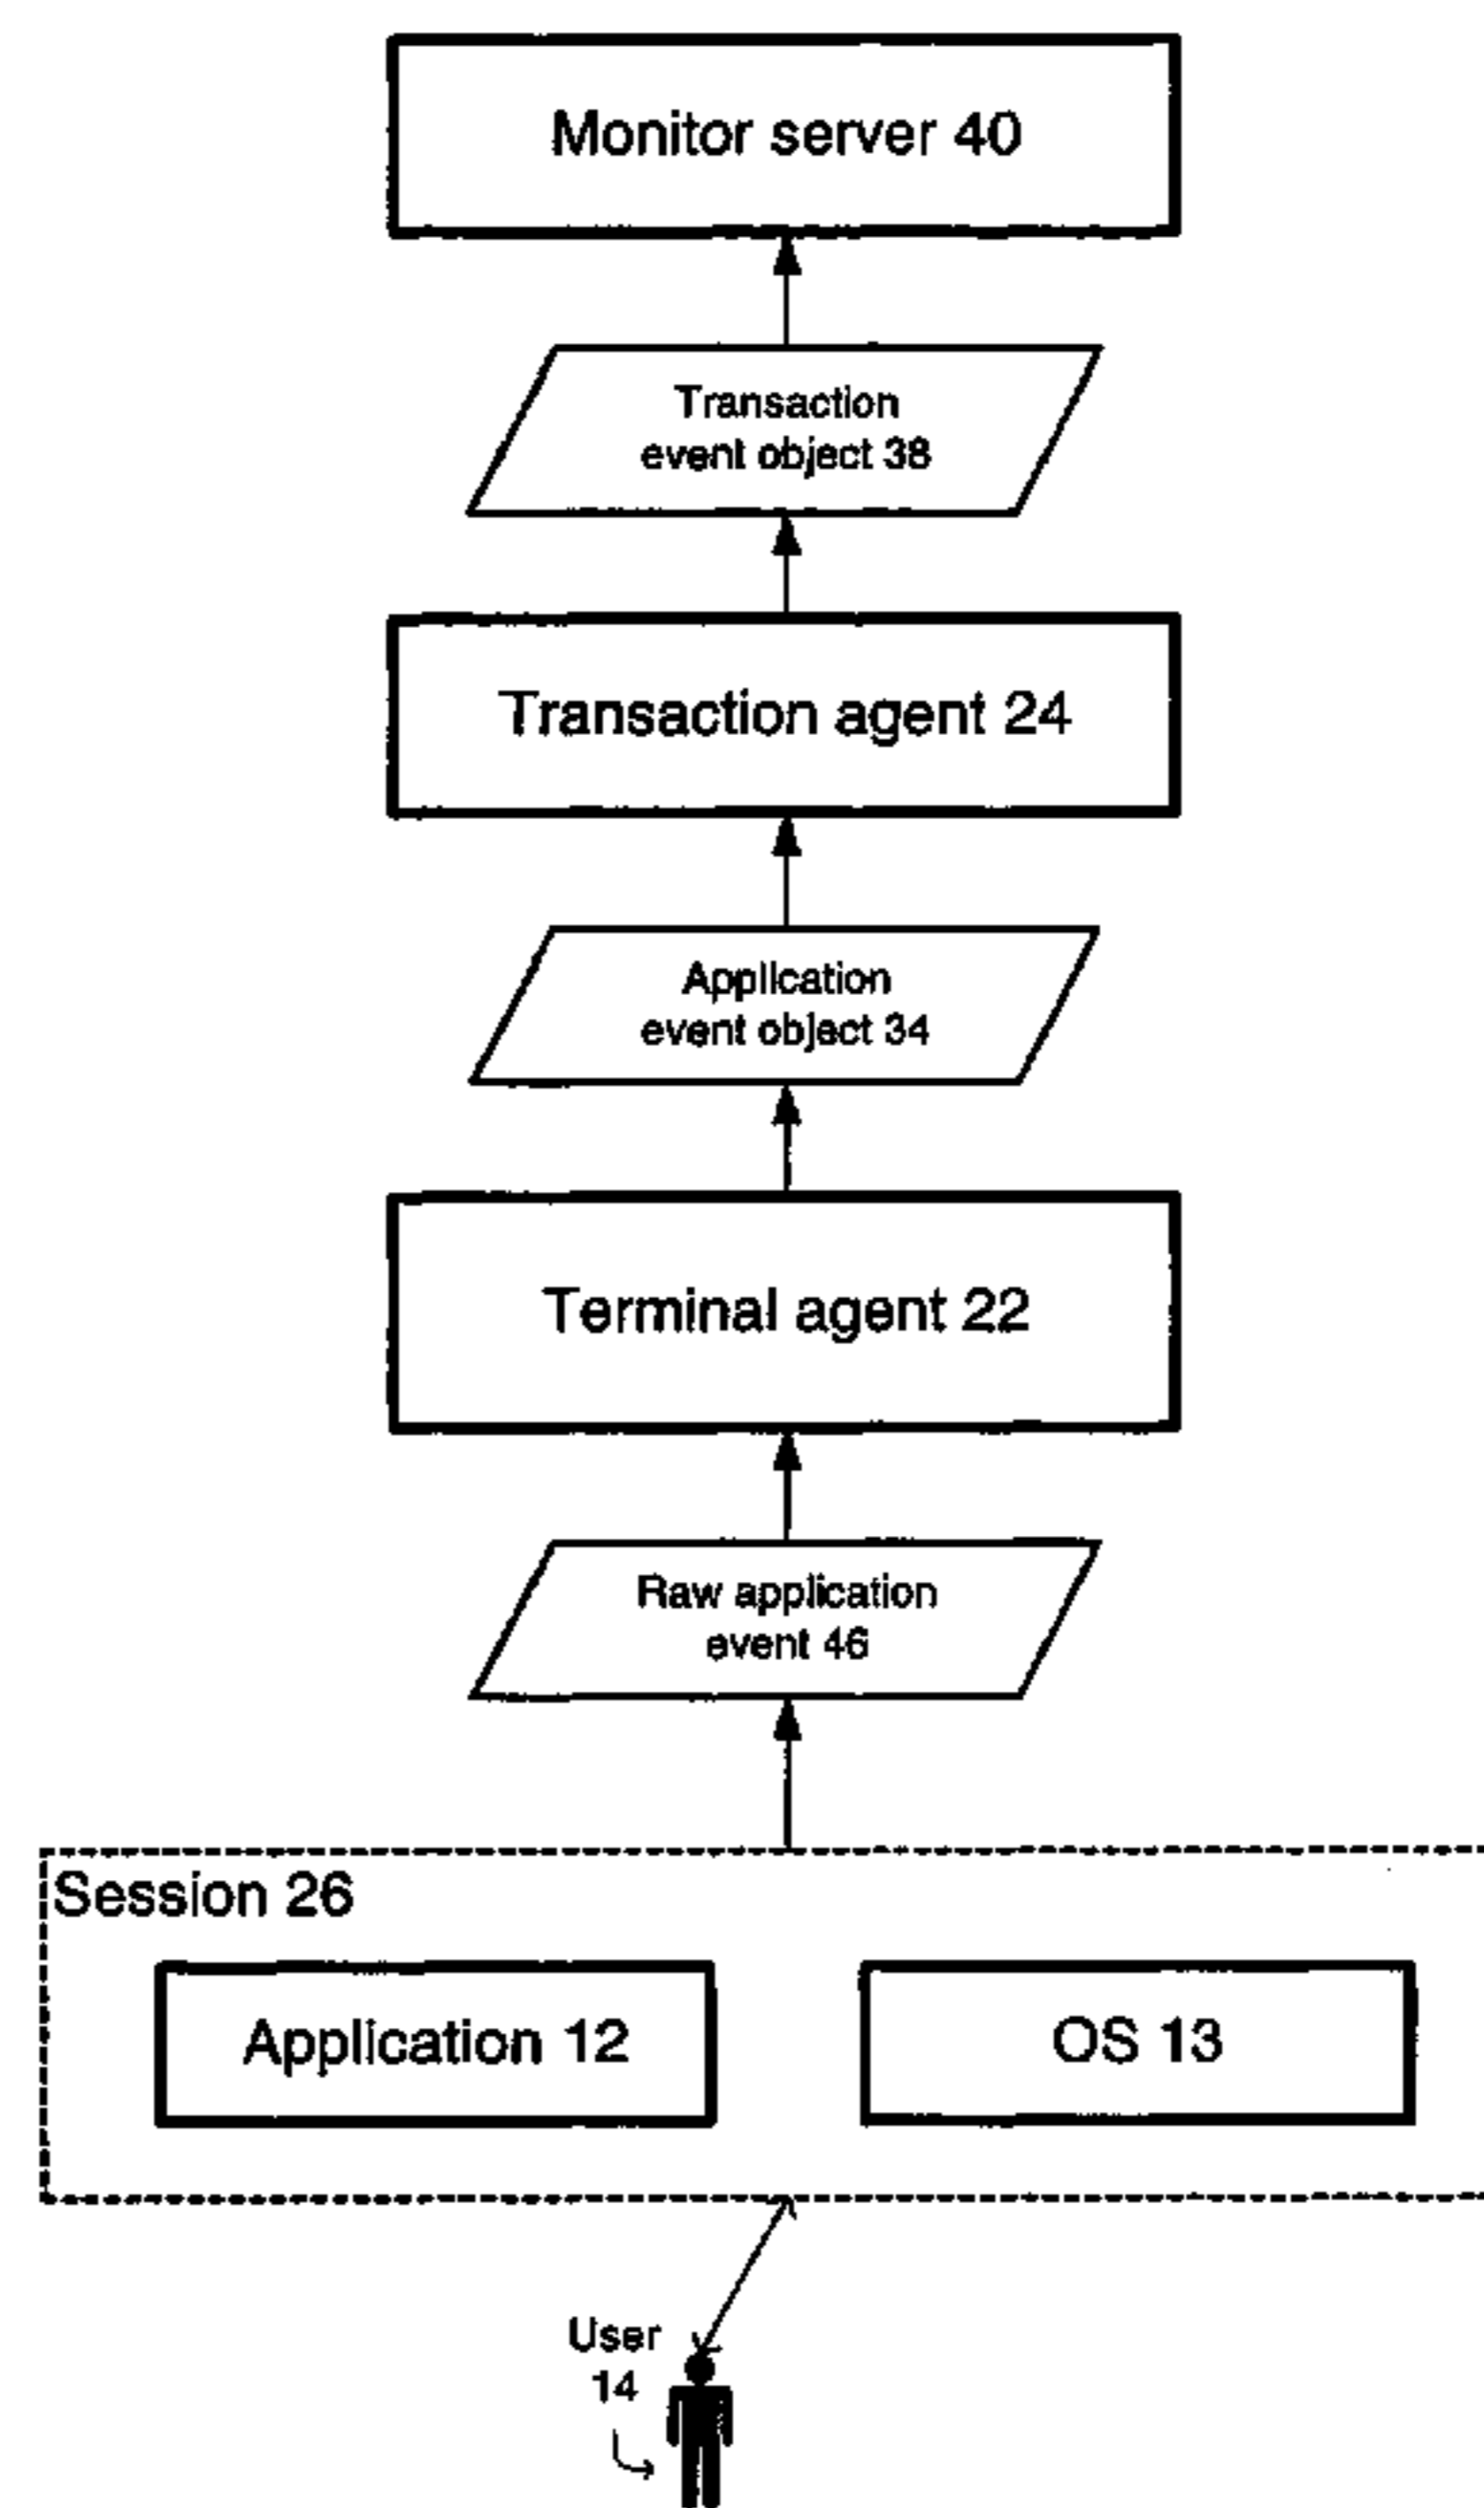 Monitor server 40
Transaction
event object 38
Transaction agent 24
Application
event object 34
Terminal agent 22
Raw application
event 46
Session 26
Application 12
OS 13
User
14